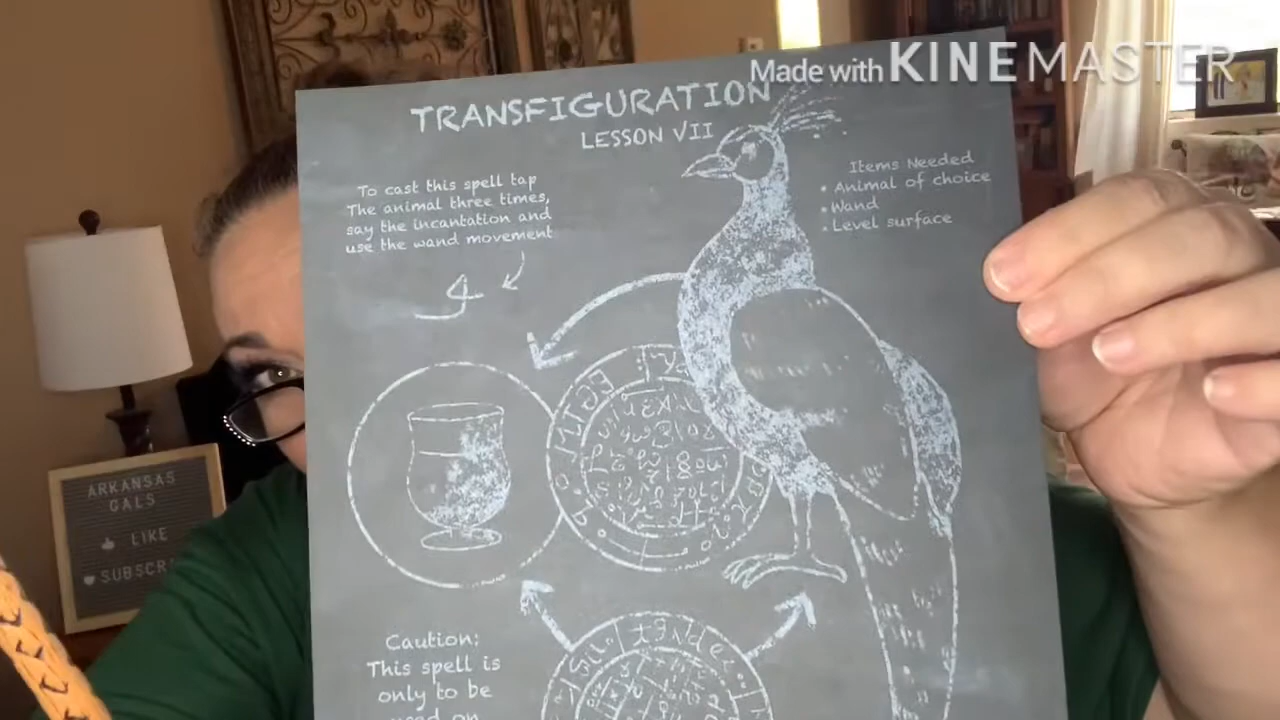 Made with KINEMASTER
TRANSFIGURATION
LESSON VII
To cast this spell tap
The animal three times,
say the incantation and
use the wand movement
Items Needed
• Animal of choice
• Wand
• Level surface
Caution:
This spell is
only to be
used on
ARKANSAS
GALS
LIKE
SUBSCR